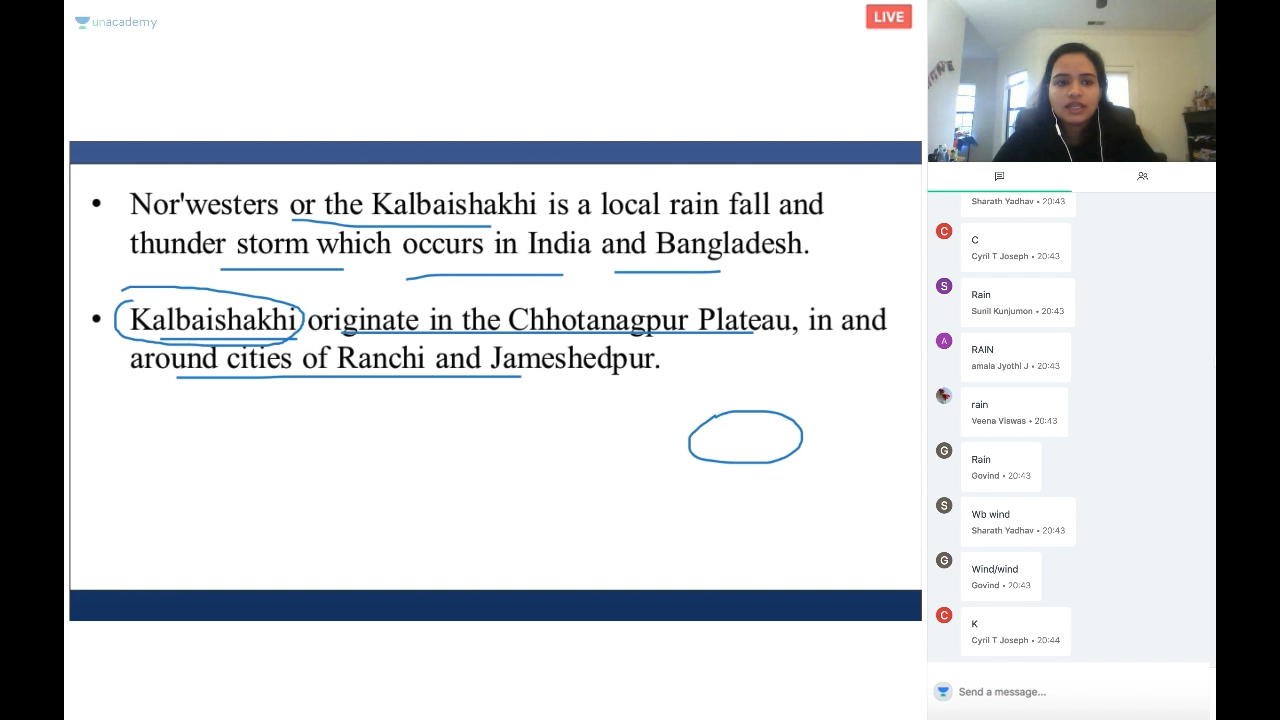 unacademy
LIVE
• Nor'westers or the Kalbaishakhi is a local rain fall and
thunder storm which occurs in India and Bangladesh.
• Kalbaishakhi originate in the Chhotanagpur Plateau, in and
around cities of Ranchi and Jameshedpur.
Sharath Yadhav • 20:43
C
C
Cyril T Joseph • 20:43
S
Rain
Sunil Kunjumon • 20:43
A
RAIN
amala Jyothi J • 20:43
rain
Veena Viswas • 20:43
G
Rain
Govind • 20:43
S
Wb wind
Sharath Yadhav • 20:43
G
Wind/wind
Govind • 20:43
C
K
Cyril T Joseph • 20:44
Send a message...